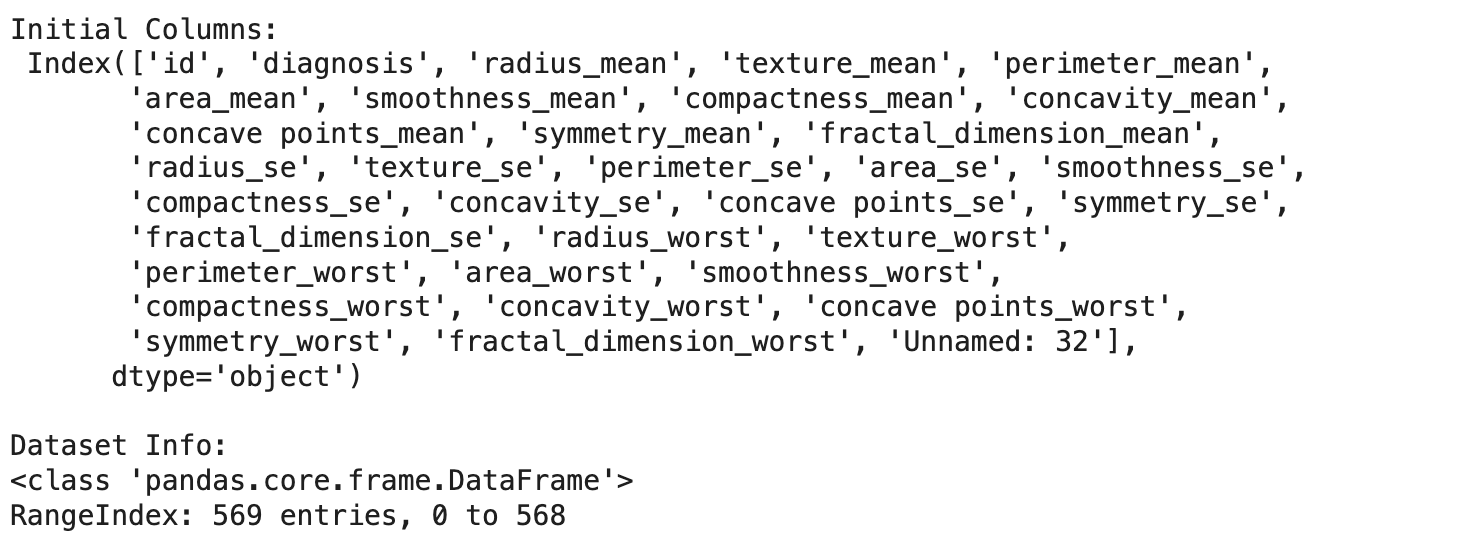 Initial Columns:
 Index(['id', 'diagnosis', 'radius_mean', 'texture_mean', 'perimeter_mean',
       'area_mean', 'smoothness_mean', 'compactness_mean', 'concavity_mean',
       'concave points_mean', 'symmetry_mean', 'fractal_dimension_mean',
       'radius_se', 'texture_se', 'perimeter_se', 'area_se', 'smoothness_se',
       'compactness_se', 'concavity_se', 'concave points_se', 'symmetry_se',
       'fractal_dimension_se', 'radius_worst', 'texture_worst',
       'perimeter_worst', 'area_worst', 'smoothness_worst',
       'compactness_worst', 'concavity_worst', 'concave points_worst',
       'symmetry_worst', 'fractal_dimension_worst', 'Unnamed: 32'],
      dtype='object')

Dataset Info:
<class 'pandas.core.frame.DataFrame'>
RangeIndex: 569 entries, 0 to 568